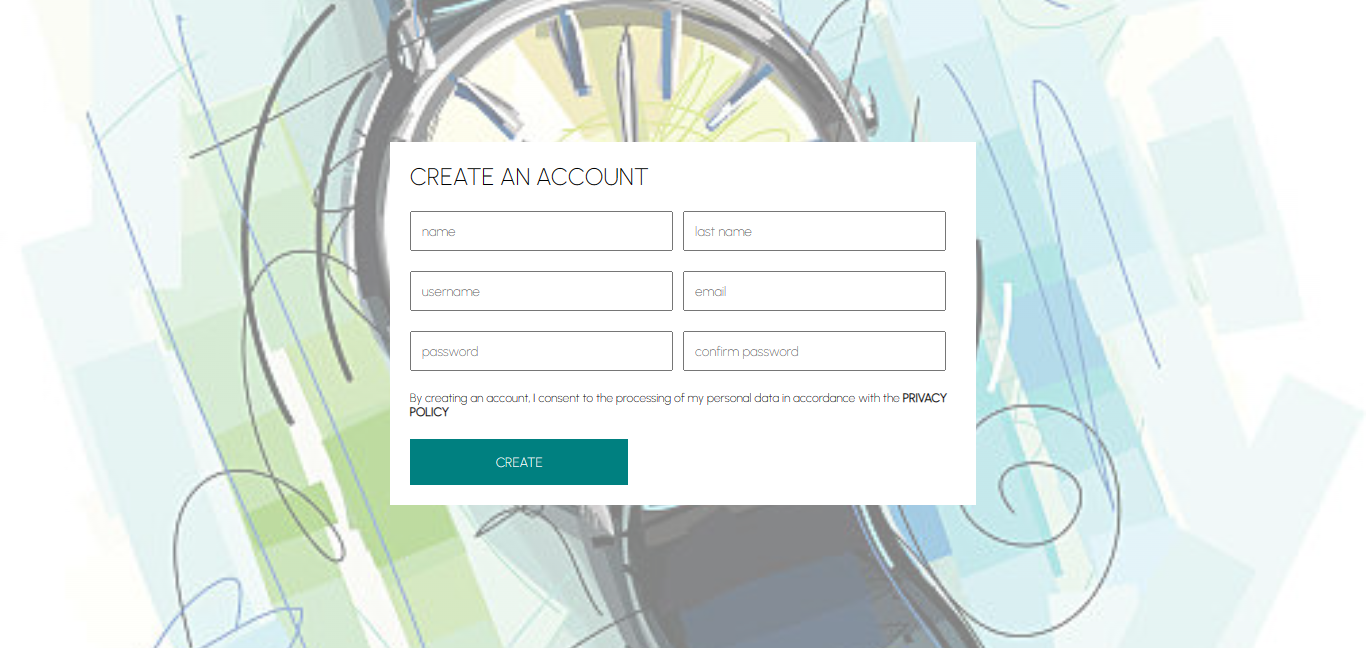 CREATE AN ACCOUNT
name
last name
username
email
password
confirm password
By creating an account, I consent to the processing of my personal data in accordance with the PRIVACY
POLICY
CREATE